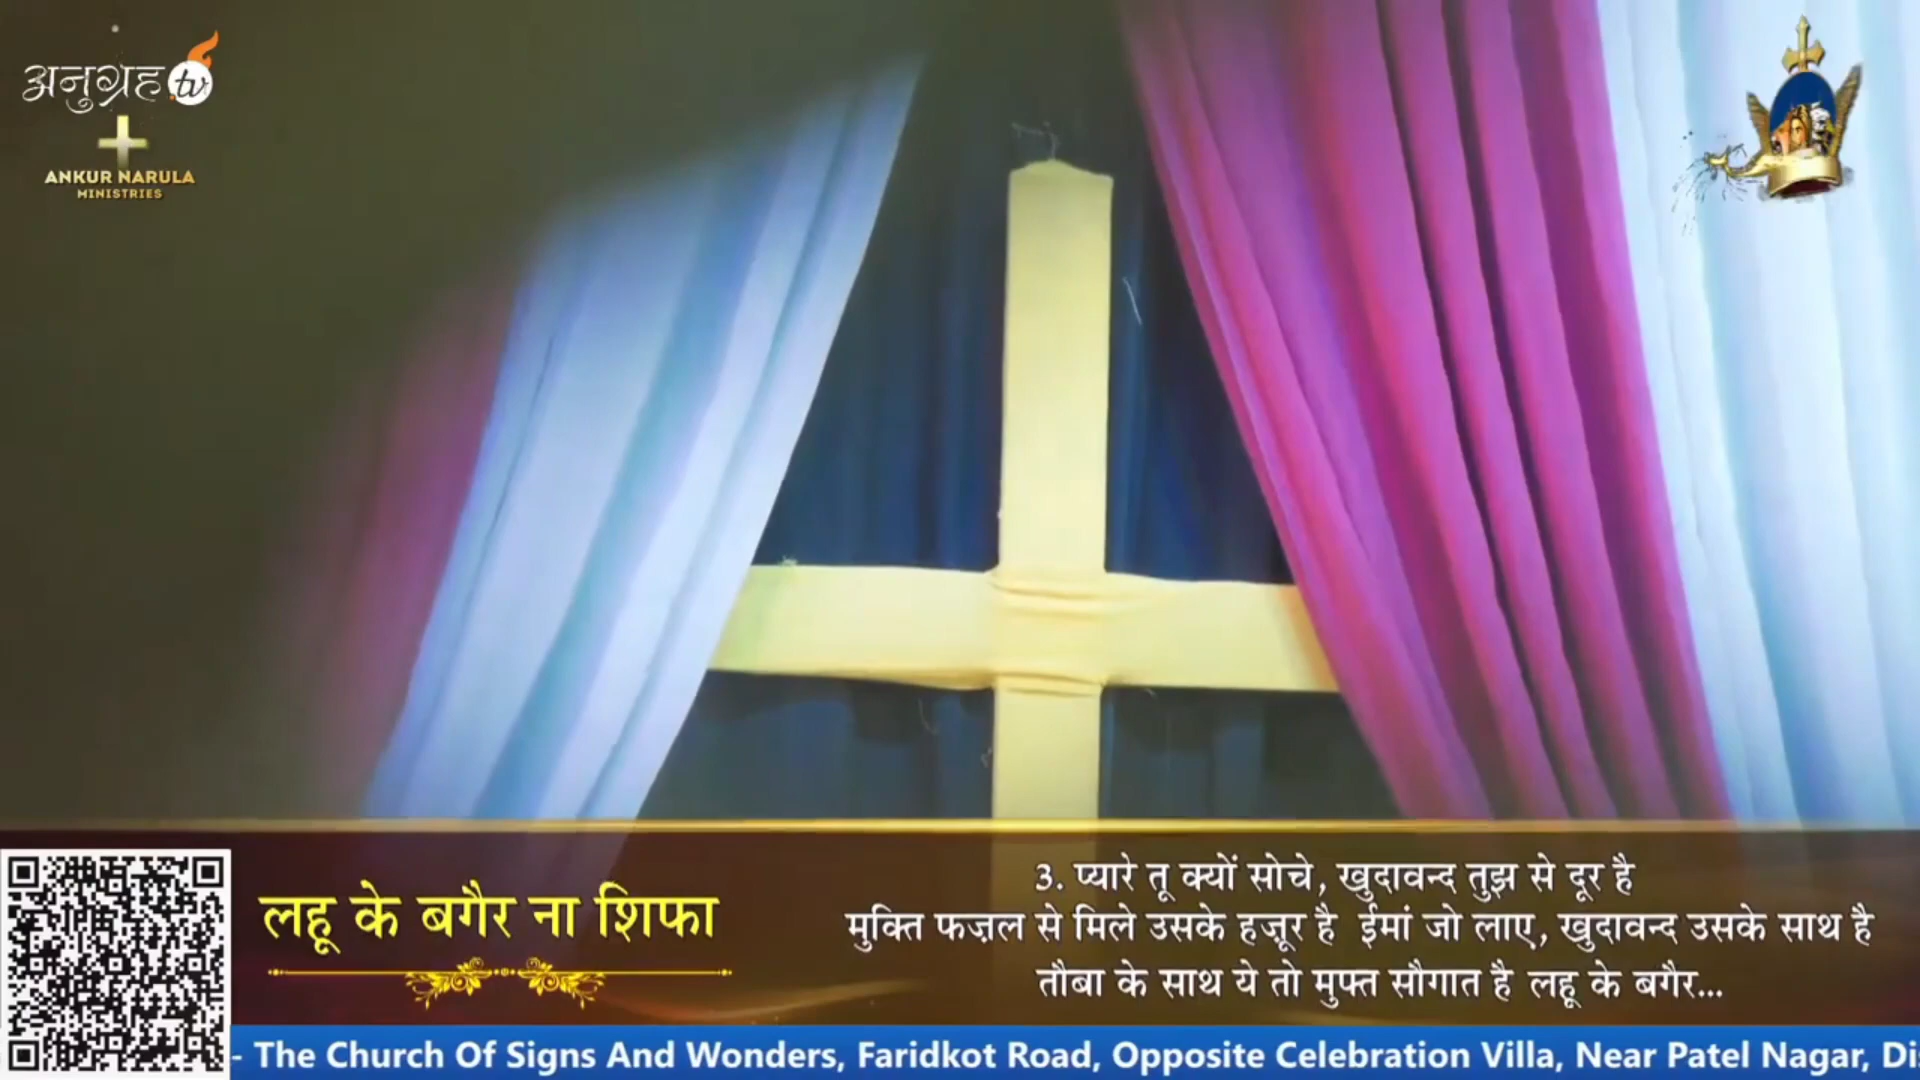 अनुग्रह tv
ANKUR NARULA
MINISTRIES
लहू के बगैर ना शिफा
3. प्यारे तू क्यों सोचे, खुदावन्द तुझ से दूर है
मुक्ति फज़ल से मिले उसके हज़ूर है ईमां जो लाए, खुदावन्द उसके साथ है
तौबा के साथ ये तो मुफ्त सौगात है लहू के बगैर...
- The Church Of Signs And Wonders, Faridkot Road, Opposite Celebration Villa, Near Patel Nagar, Dis